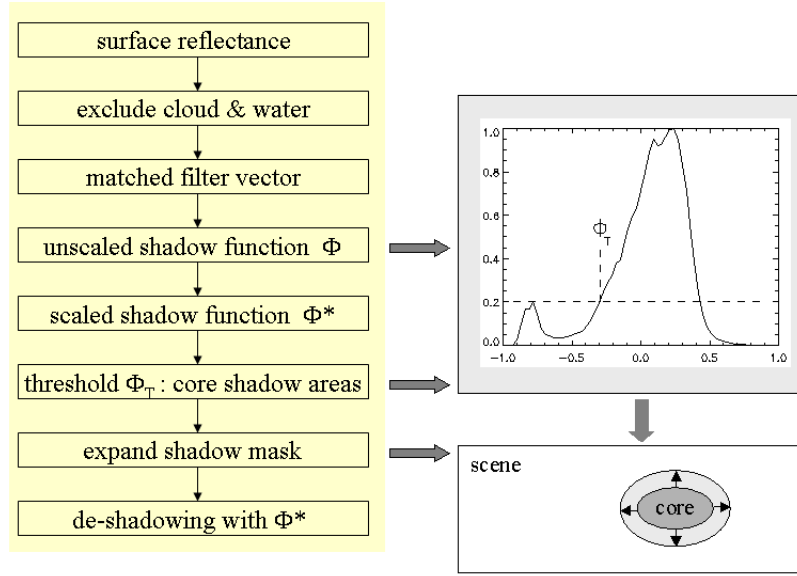 surface reflectance
exclude cloud & water
matched filter vector
unscaled shadow function Φ
scaled shadow function Φ*
threshold Φ_T : core shadow areas
expand shadow mask
de-shadowing with Φ*
1.0
0.8
0.6
0.4
0.2
0.0
Φ_T
-1.0 -0.5 0.0 0.5 1.0
scene
core